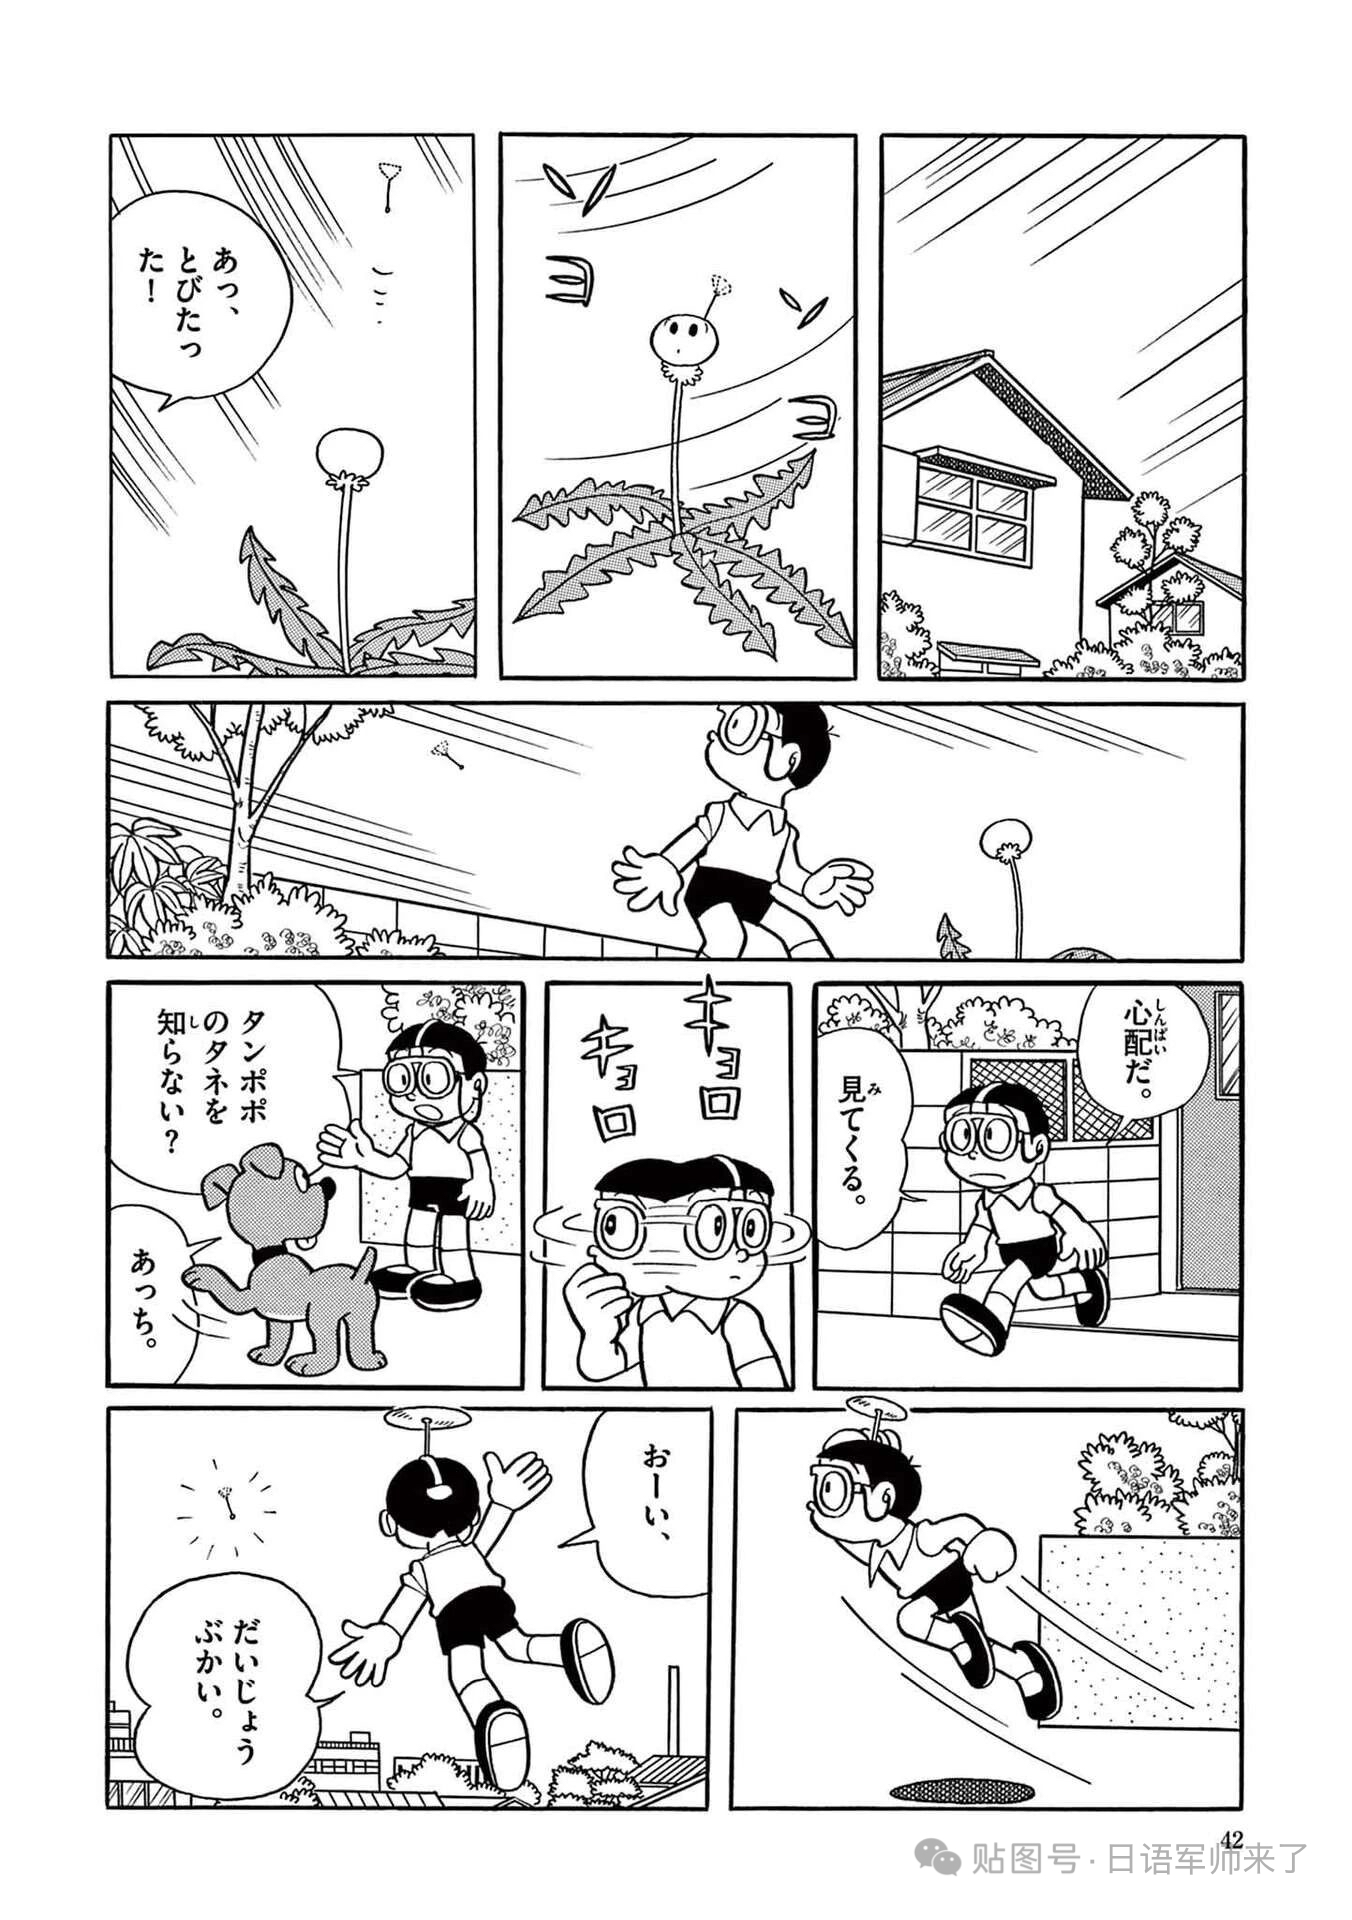 ヨ
ヨ
あっ、
とびたっ
た！
心配だ。
しんぱい
見てくる。
み
キョロ
キョロ
タンポポ
のタネを
知らない？
し
あっち。
おーい、
だいじょう
ぶかい。
42
贴图号·日语军师来了